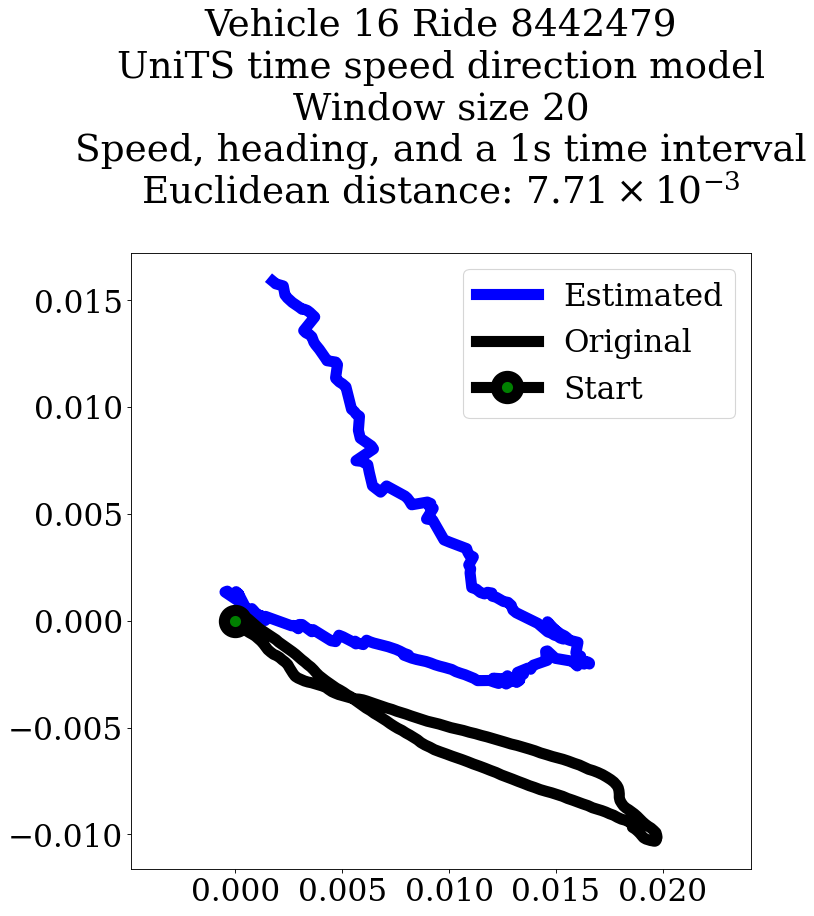 Vehicle 16 Ride 8442479
UniTS time speed direction model
Window size 20
Speed, heading, and a 1s time interval
Euclidean distance: 7.71 × 10⁻³
Estimated
Original
Start
0.015
0.010
0.005
0.000
−0.005
−0.010
0.000 0.005 0.010 0.015 0.020